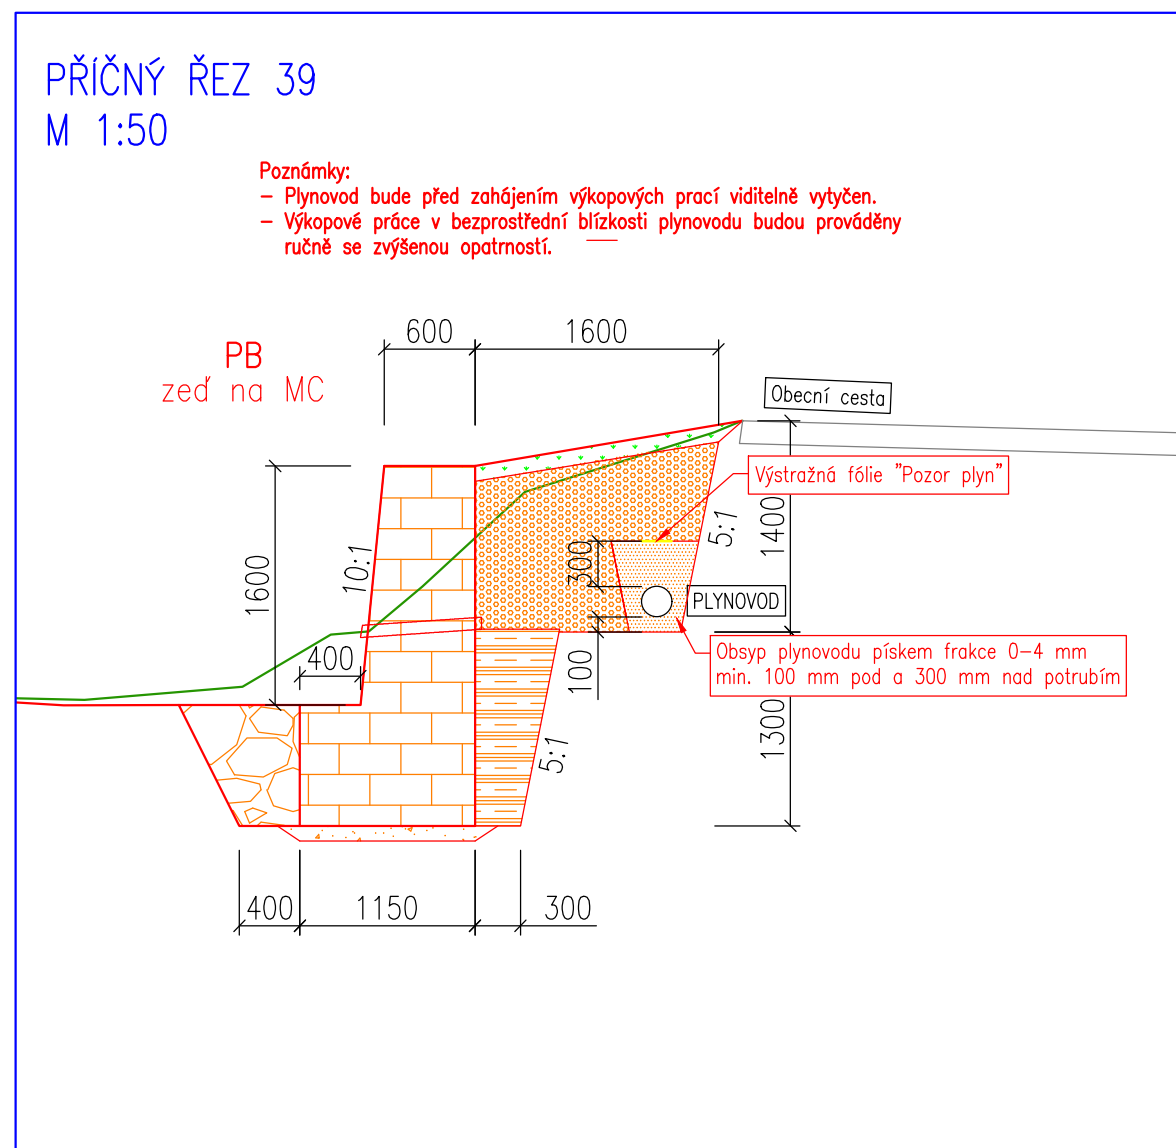 PŘÍČNÝ ŘEZ 39
M 1:50
Poznámky:
– Plynovod bude před zahájením výkopových prací viditelně vytyčen.
– Výkopové práce v bezprostřední blízkosti plynovodu budou prováděny
ručně se zvýšenou opatrností.
600
1600
PB
zeď na MC
Obecní cesta
Výstražná fólie "Pozor plyn"
1400
5:1
10:1
1600
300
PLYNOVOD
Obsyp plynovodu pískem frakce 0–4 mm
min. 100 mm pod a 300 mm nad potrubím
400
100
1300
5:1
400
1150
300